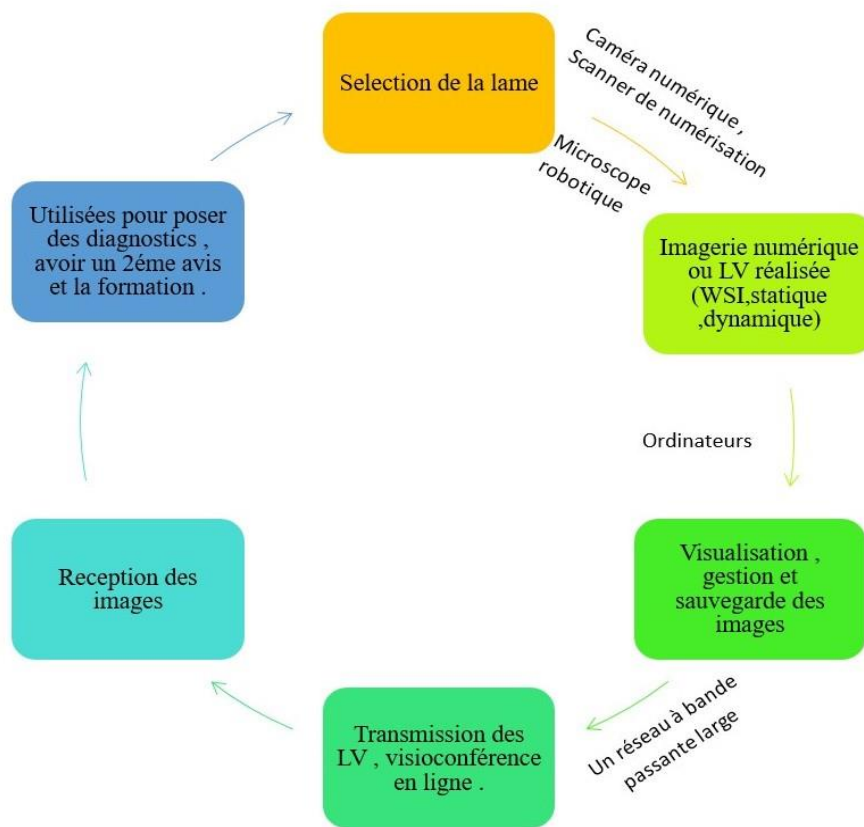 Selection de la lame
Caméra numérique ,
Scanner de numérisation
Microscope
robotique
Imagerie numérique
ou LV réalisée
(WSI,statique
,dynamique)
Ordinateurs
Visualisation ,
gestion et
sauvegarde des
images
Un réseau à bande
passante large
Transmission des
LV , visioconférence
en ligne .
Reception des
images
Utilisées pour poser
des diagnostics ,
avoir un 2éme avis
et la formation .